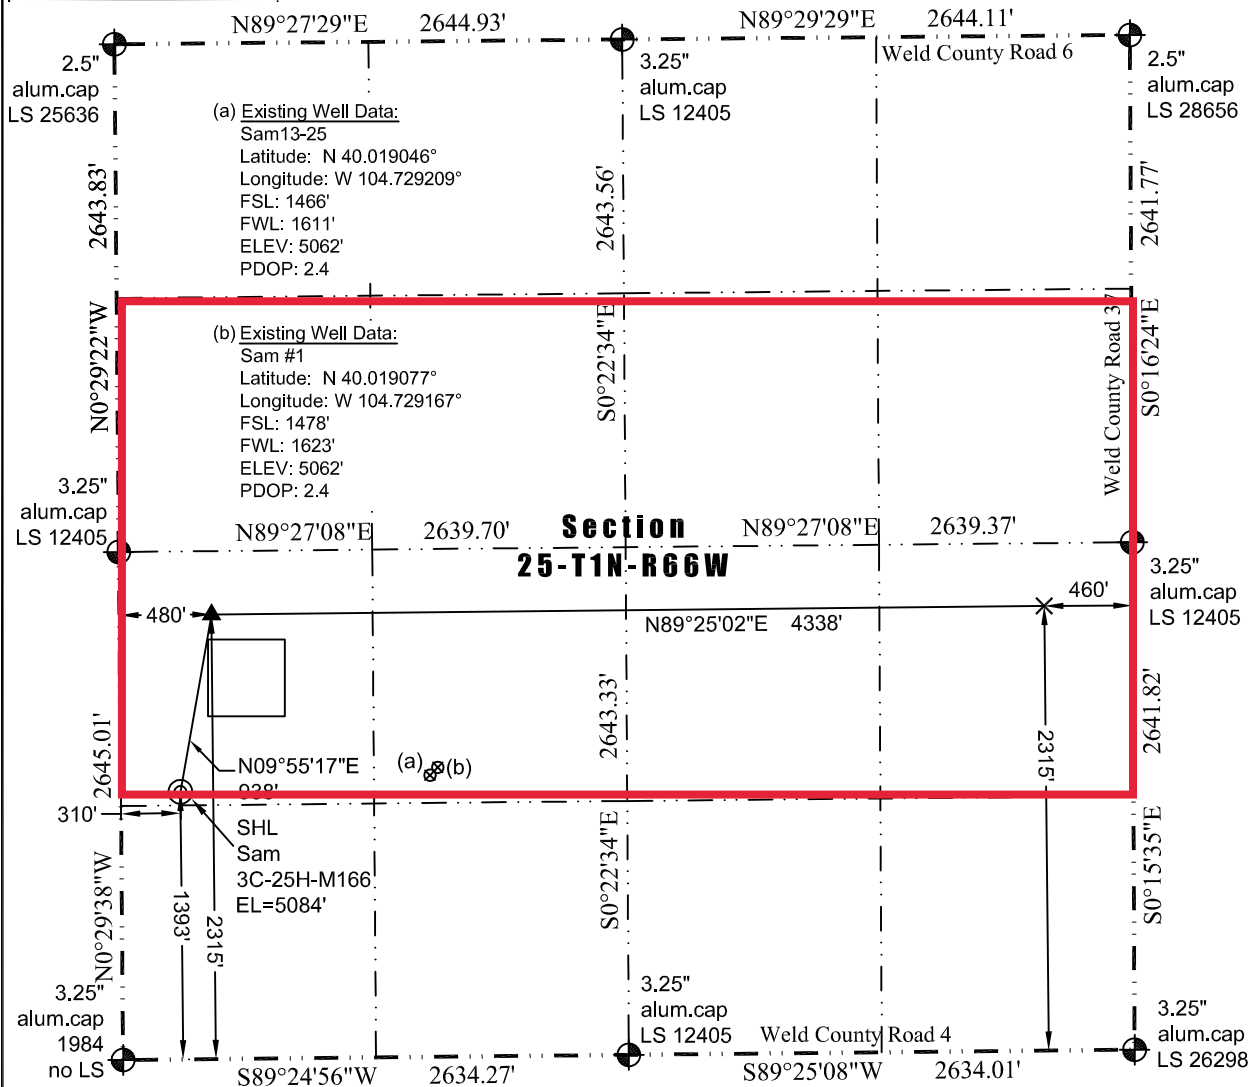 N89°27'29"E 2644.93' N89°29'29"E 2644.11'
Weld County Road 6
2.5"
alum.cap
LS 25636
3.25"
alum.cap
LS 12405
2.5"
alum.cap
LS 28656
(a) Existing Well Data:
Sam13-25
Latitude: N 40.019046°
Longitude: W 104.729209°
FSL: 1466'
FWL: 1611'
ELEV: 5062'
PDOP: 2.4
2643.83'
2643.56'
2641.77'
N0°29'22"W
S0°22'34"E
Weld County Road 37
S0°16'24"E
(b) Existing Well Data:
Sam #1
Latitude: N 40.019077°
Longitude: W 104.729167°
FSL: 1478'
FWL: 1623'
ELEV: 5062'
PDOP: 2.4
3.25"
alum.cap
LS 12405
N89°27'08"E 2639.70' Section N89°27'08"E 2639.37'
25-T1N-R66W
3.25"
alum.cap
LS 12405
480'
460'
N89°25'02"E 4338'
2645.01'
2643.33'
2641.82'
2315'
N09°55'17"E
938'
(a) (b)
310'
SHL
Sam
3C-25H-M166
EL=5084'
N0°29'38"W
1393'
2315'
S0°22'34"E
S0°15'35"E
3.25"
alum.cap
1984
no LS
3.25"
alum.cap
LS 12405
Weld County Road 4
3.25"
alum.cap
LS 26298
S89°24'56"W 2634.27' S89°25'08"W 2634.01'